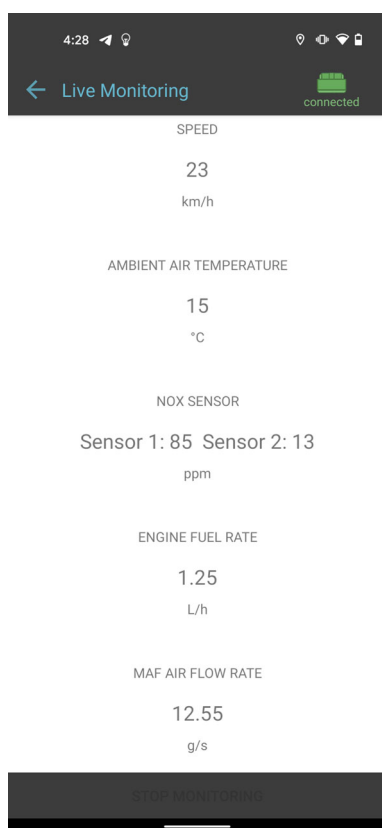 4:28
Live Monitoring
connected
SPEED
23
km/h
AMBIENT AIR TEMPERATURE
15
°C
NOX SENSOR
Sensor 1: 85 Sensor 2: 13
ppm
ENGINE FUEL RATE
1.25
L/h
MAF AIR FLOW RATE
12.55
g/s
STOP MONITORING